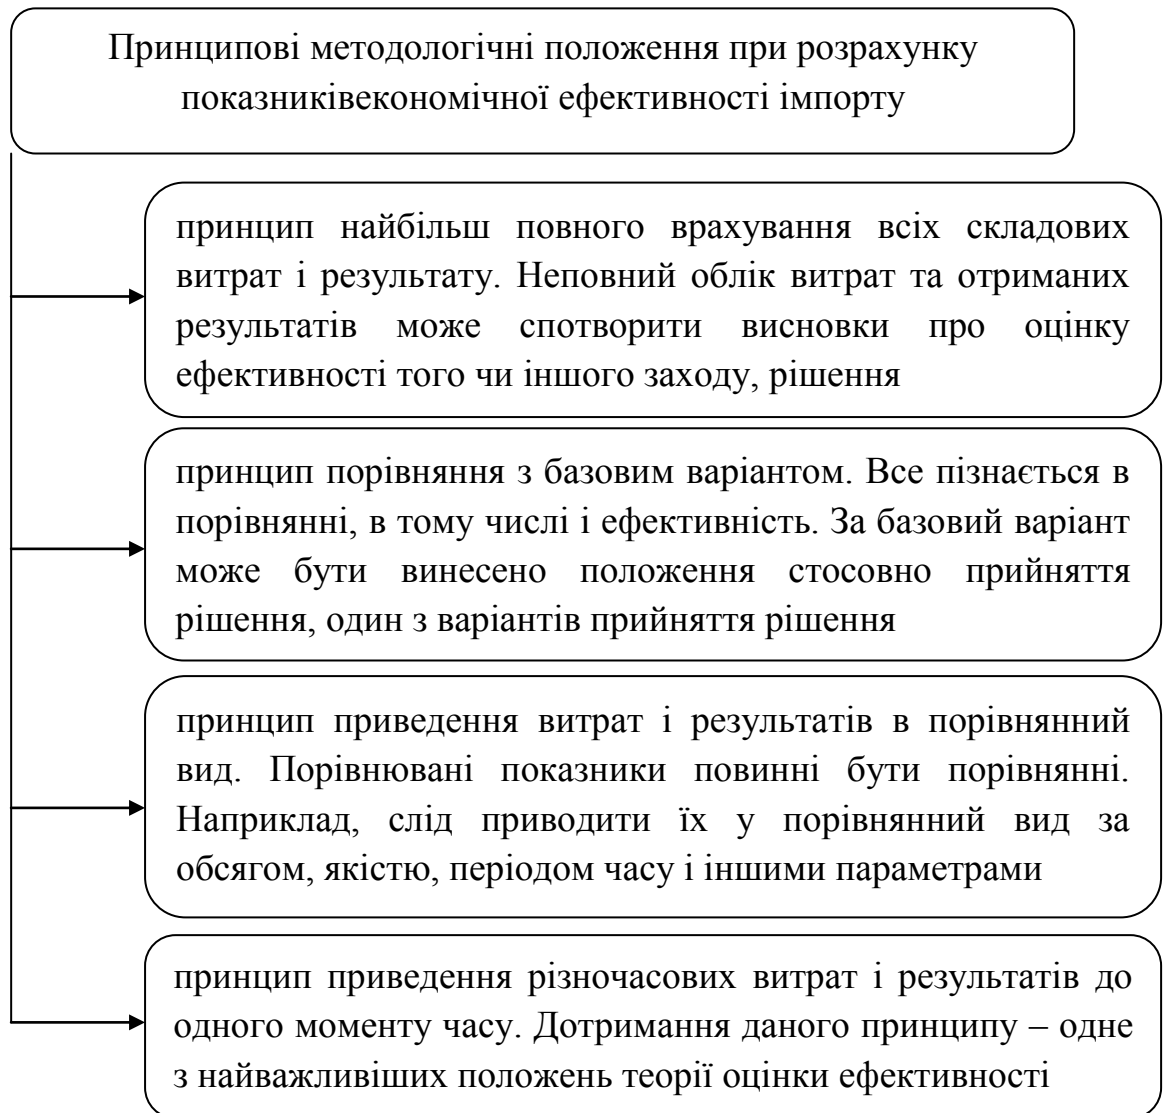 Принципові методологічні положення при розрахунку
показниківекономічної ефективності імпорту
принцип найбільш повного врахування всіх складових
витрат і результату. Неповний облік витрат та отриманих
результатів може спотворити висновки про оцінку
ефективності того чи іншого заходу, рішення
принцип порівняння з базовим варіантом. Все пізнається в
порівнянні, в тому числі і ефективність. За базовий варіант
може бути винесено положення стосовно прийняття
рішення, один з варіантів прийняття рішення
принцип приведення витрат і результатів в порівнянний
вид. Порівнювані показники повинні бути порівнянні.
Наприклад, слід приводити їх у порівнянний вид за
обсягом, якістю, періодом часу і іншими параметрами
принцип приведення різночасових витрат і результатів до
одного моменту часу. Дотримання даного принципу – одне
з найважливіших положень теорії оцінки ефективності